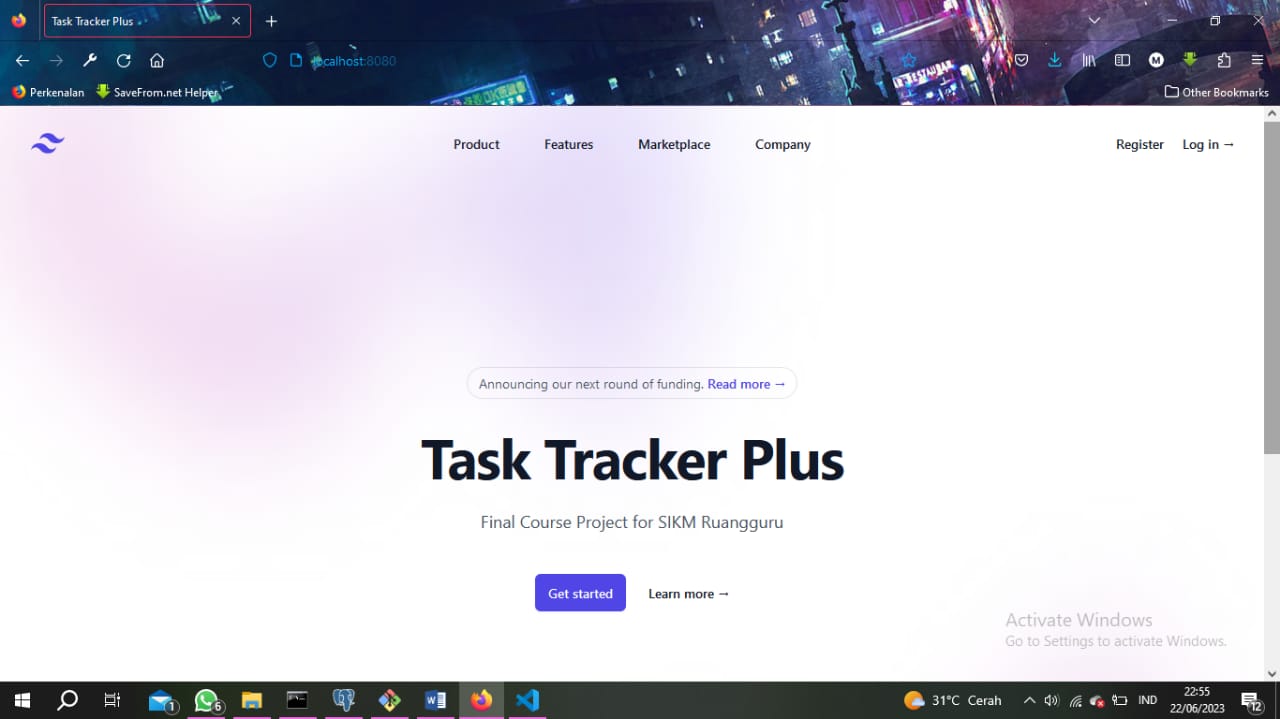 Task Tracker Plus
localhost:8080
Perkenalan
SaveFrom.net Helper
Other Bookmarks
Product
Features
Marketplace
Company
Register
Log in →
Announcing our next round of funding. Read more →
Task Tracker Plus
Final Course Project for SIKM Ruangguru
Get started
Learn more →
Activate Windows
Go to Settings to activate Windows.
1
6
31°C Cerah
IND
22:55
22/06/2023
12